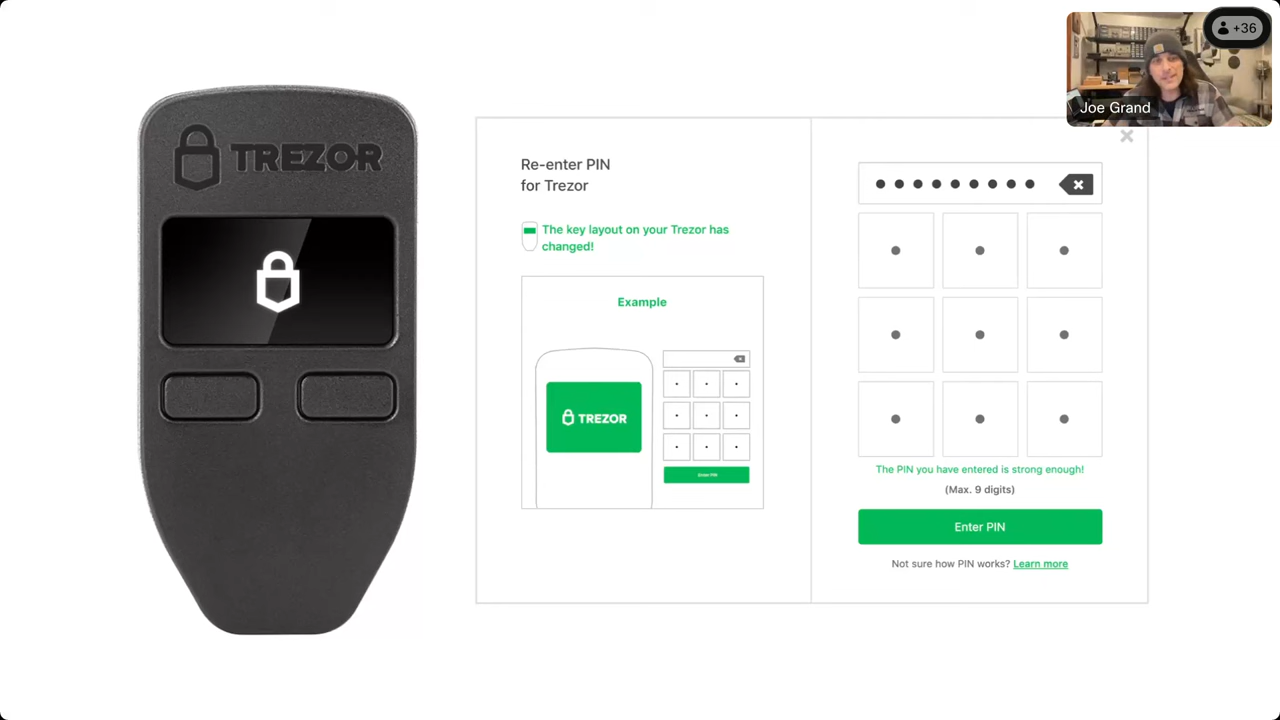 +36
Joe Grand
TREZOR
Re-enter PIN
for Trezor
The key layout on your Trezor has
changed!
Example
TREZOR
Enter PIN
The PIN you have entered is strong enough!
(Max. 9 digits)
Enter PIN
Not sure how PIN works? Learn more